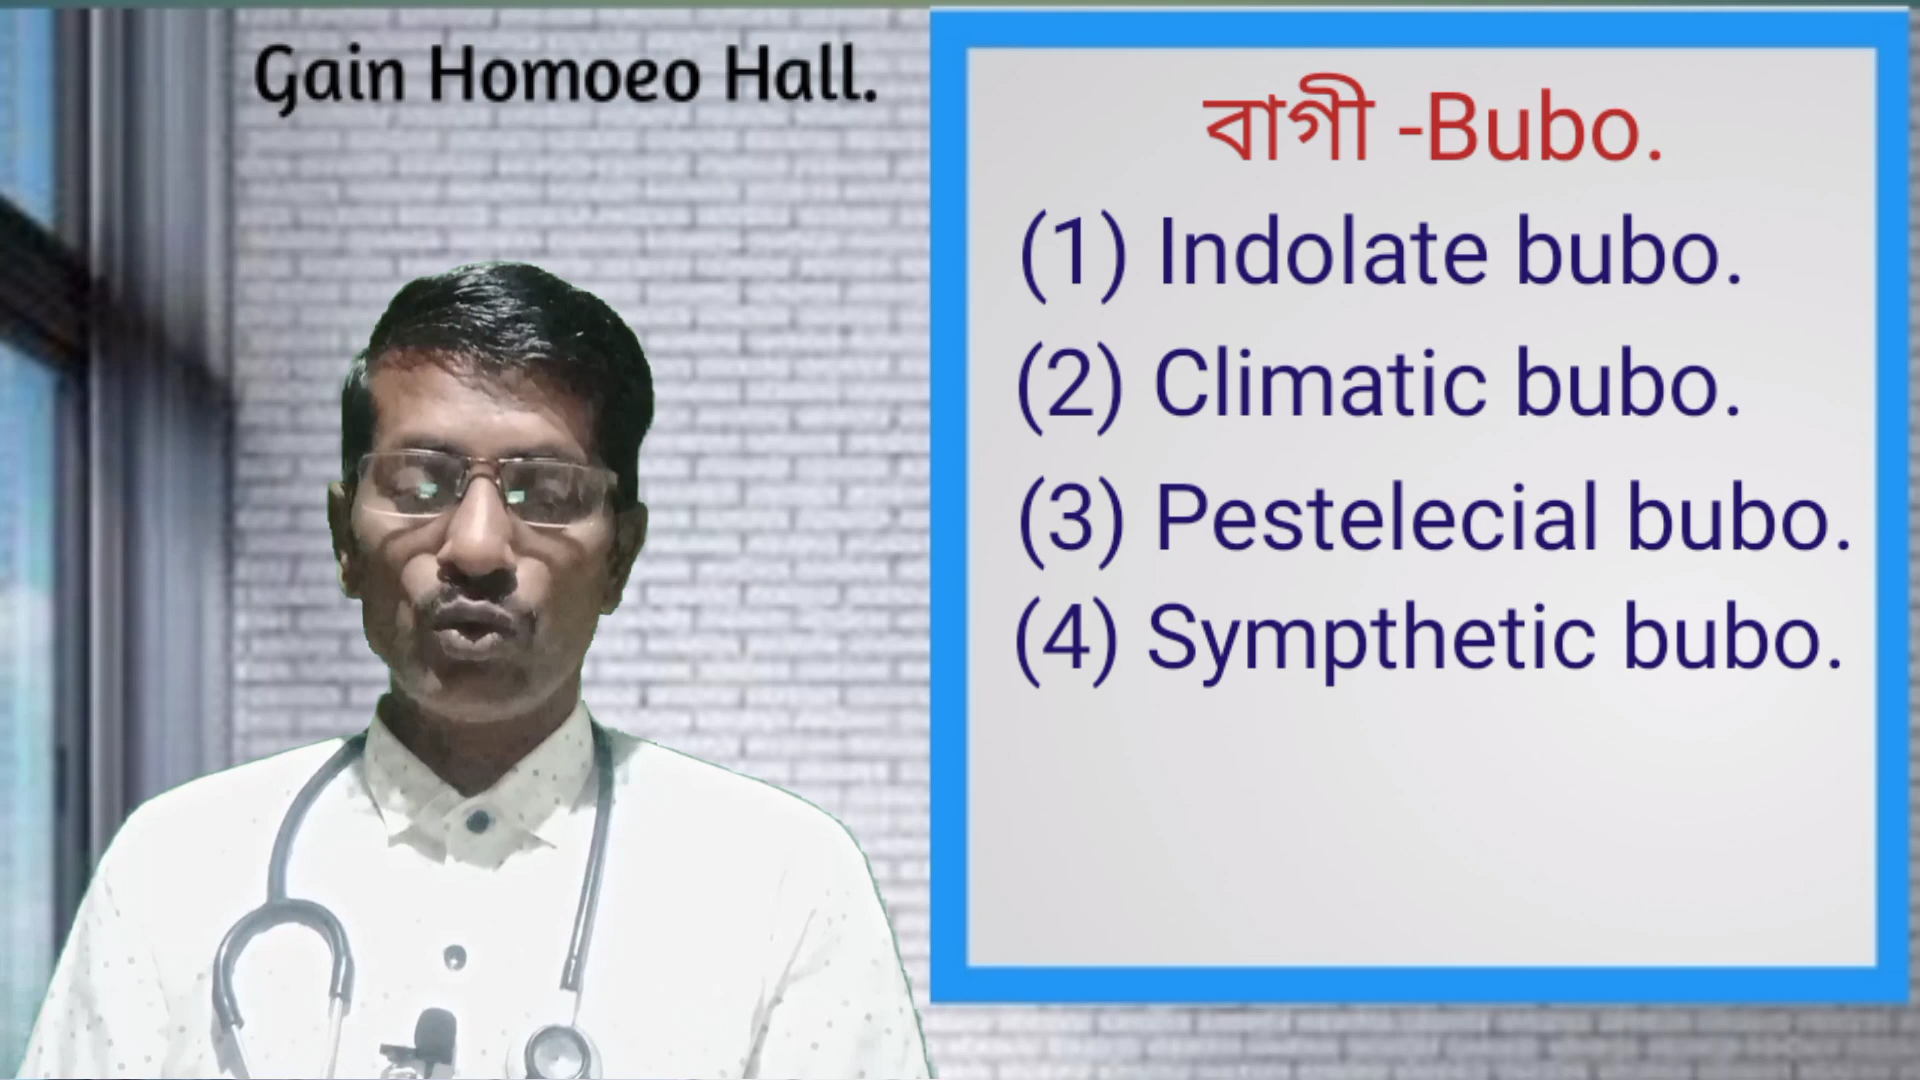 Gain Homoeo Hall.
বাগী -Bubo.
(1) Indolate bubo.
(2) Climatic bubo.
(3) Pestelecial bubo.
(4) Sympthetic bubo.